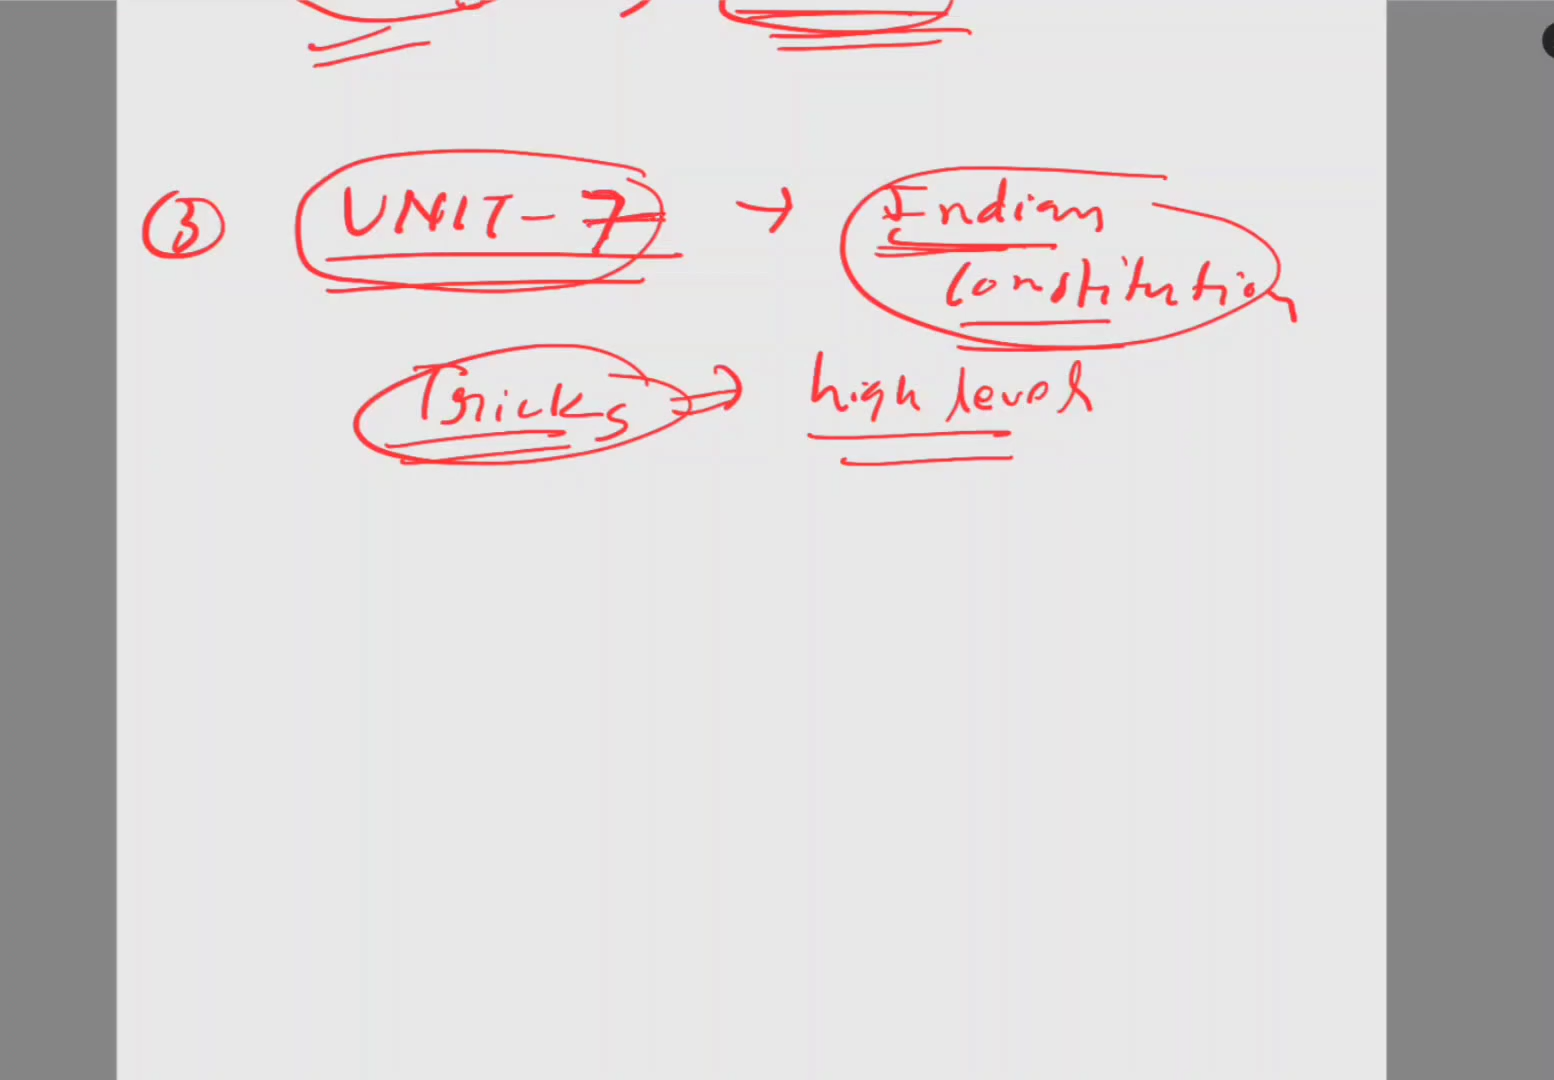 3 UNIT-7 → Indian
Constitution
Tricks → high level